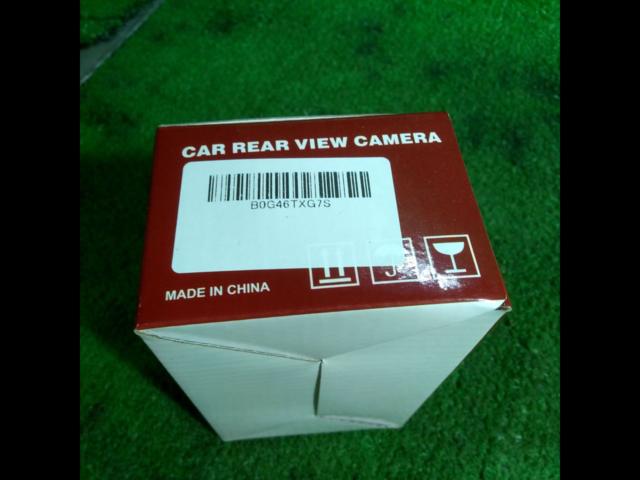 CAR REAR VIEW CAMERA
B0G46TXG7S
MADE IN CHINA